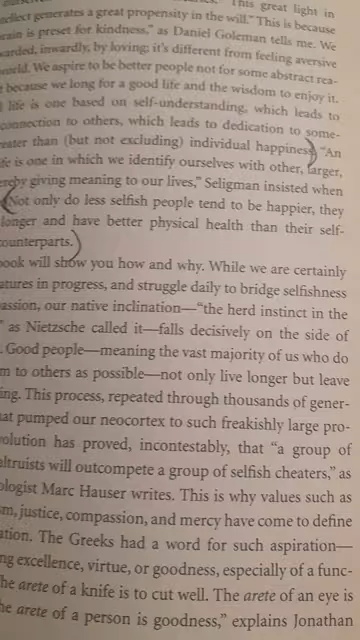 This great light in
tellect generates a great propensity in the will." This is because
brain is preset for kindness," as Daniel Goleman tells me. We
warded, inwardly, by loving; it's different from feeling aversive
world. We aspire to be better people not for some abstract rea-
because we long for a good life and the wisdom to enjoy it.
life is one based on self-understanding, which leads to
connection to others, which leads to dedication to some-
eater than (but not excluding) individual happiness. "An
fe is one in which we identify ourselves with other, larger,
ereby giving meaning to our lives," Seligman insisted when
Not only do less selfish people tend to be happier, they
longer and have better physical health than their self-
ounterparts.
ook will show you how and why. While we are certainly
atures in progress, and struggle daily to bridge selfishness
assion, our native inclination—"the herd instinct in the
" as Nietzsche called it—falls decisively on the side of
. Good people—meaning the vast majority of us who do
m to others as possible—not only live longer but leave
ing. This process, repeated through thousands of gener-
at pumped our neocortex to such freakishly large pro-
volution has proved, incontestably, that "a group of
altruists will outcompete a group of selfish cheaters," as
ologist Marc Hauser writes. This is why values such as
m, justice, compassion, and mercy have come to define
ation. The Greeks had a word for such aspiration—
ng excellence, virtue, or goodness, especially of a func-
he arete of a knife is to cut well. The arete of an eye is
he arete of a person is goodness," explains Jonathan